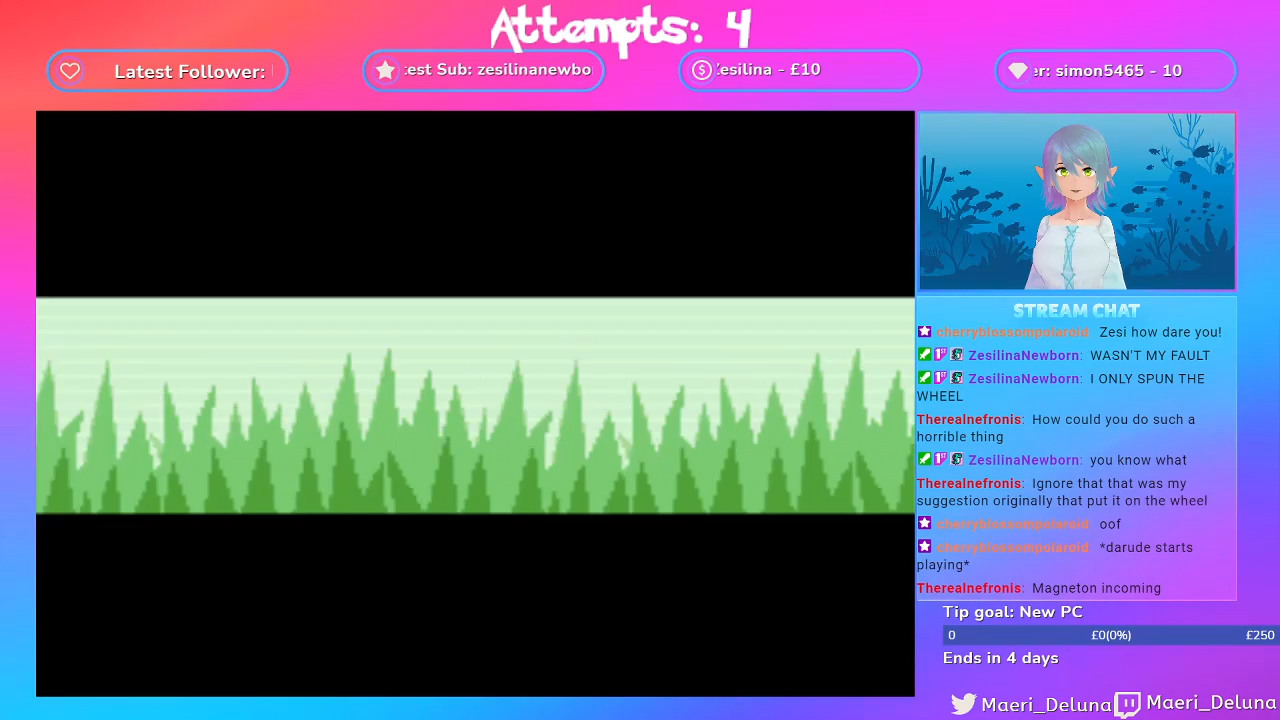 Attempts: 4
Latest Follower:
test Sub: zesilinanewbo
Zesilina - £10
er: simon5465 - 10
STREAM CHAT
cherryblossompolaroid: Zesi how dare you!
ZesilinaNewborn: WASN'T MY FAULT
ZesilinaNewborn: I ONLY SPUN THE
WHEEL
Therealnefronis: How could you do such a
horrible thing
ZesilinaNewborn: you know what
Therealnefronis: Ignore that that was my
suggestion originally that put it on the wheel
cherryblossompolaroid: oof
cherryblossompolaroid: *darude starts
playing*
Therealnefronis: Magneton incoming
Tip goal: New PC
0 £0(0%) £250
Ends in 4 days
Maeri_Deluna Maeri_Deluna